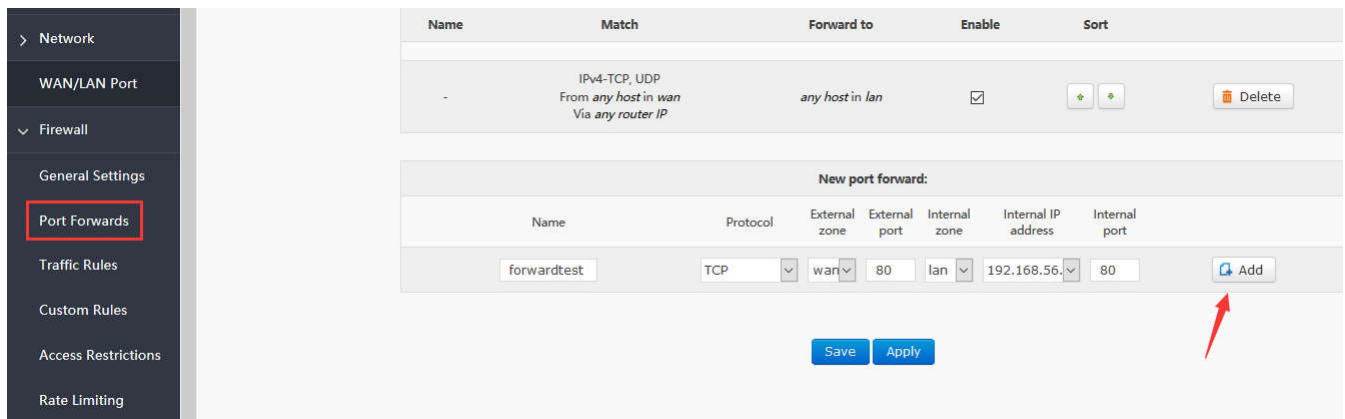 Network
WAN/LAN Port
Firewall
General Settings
Port Forwards
Traffic Rules
Custom Rules
Access Restrictions
Rate Limiting
Name Match Forward to Enable Sort
IPv4-TCP, UDP
- From any host in wan any host in lan Delete
Via any router IP
New port forward:
Name Protocol External zone External port Internal zone Internal IP address Internal port
forwardtest TCP wan 80 lan 192.168.56. 80 Add
Save Apply